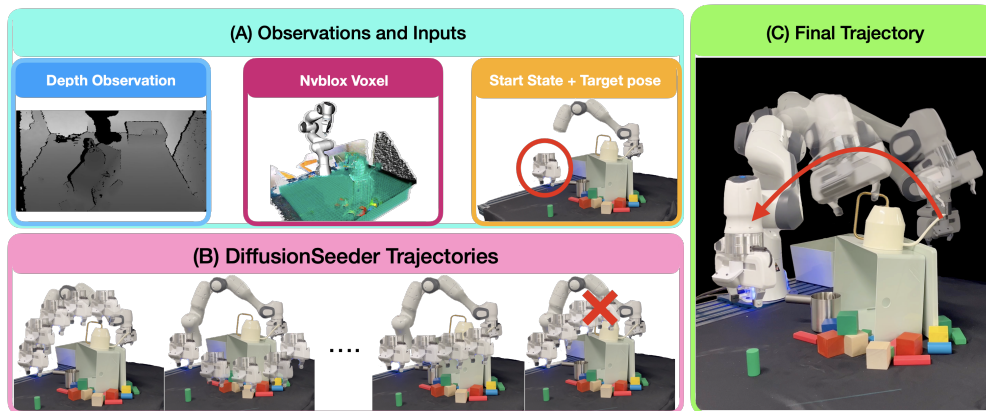 (A) Observations and Inputs
Depth Observation
Nvblox Voxel
Start State + Target pose
(B) DiffusionSeeder Trajectories
....
(C) Final Trajectory